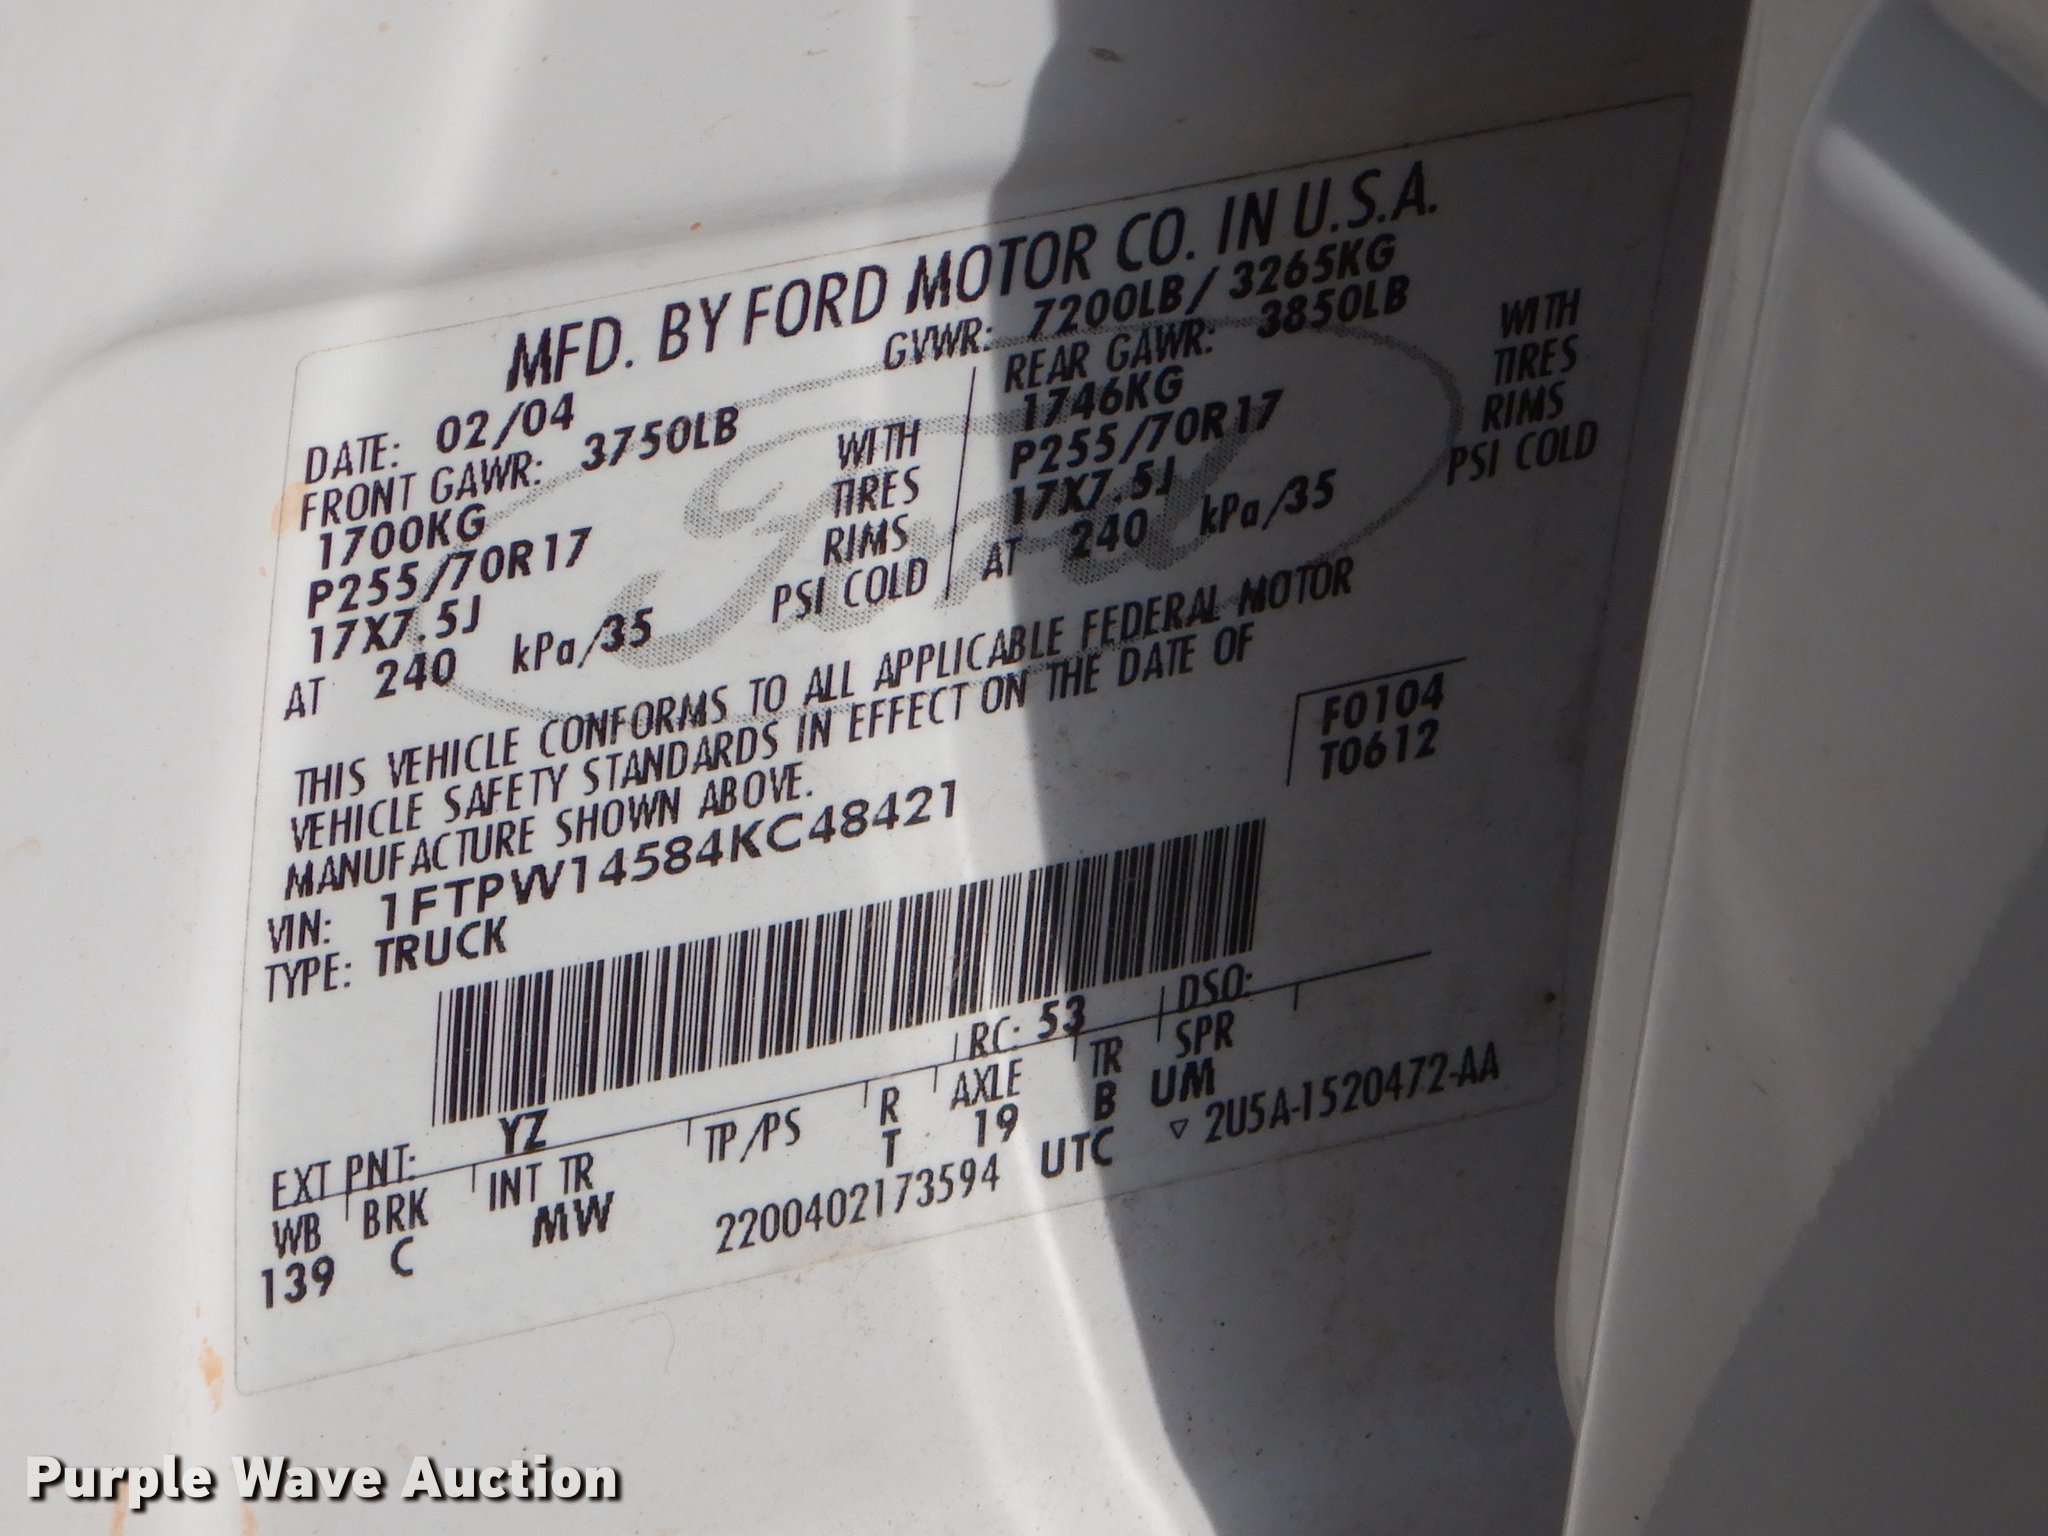 MFD. BY FORD MOTOR CO. IN U.S.A.
DATE: 02/04 GVWR: 7200LB/ 3265KG
FRONT GAWR: 3750LB REAR GAWR: 3850LB
1700KG WITH 1746KG WITH
P255/70R17 TIRES P255/70R17 TIRES
17X7.5J RIMS 17X7.5J RIMS
AT 240 kPa/35 PSI COLD AT 240 kPa/35 PSI COLD
Ford
THIS VEHICLE CONFORMS TO ALL APPLICABLE FEDERAL MOTOR
VEHICLE SAFETY STANDARDS IN EFFECT ON THE DATE OF
MANUFACTURE SHOWN ABOVE.
F0104
T0612
VIN: 1FTPW14584KC48421
TYPE: TRUCK
EXT PNT: YZ RC: 53 DSO:
WB BRK INT TR TP/PS R AXLE TR SPR
139 C MW T 19 B UM
2200402173594 UTC ▽ 2U5A-1520472-AA
Purple Wave Auction